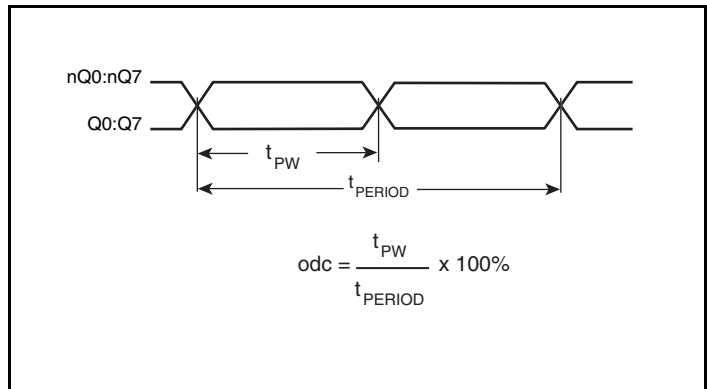 nQ0:nQ7
Q0:Q7
tPW
tPERIOD
odc = tPW / tPERIOD x 100%